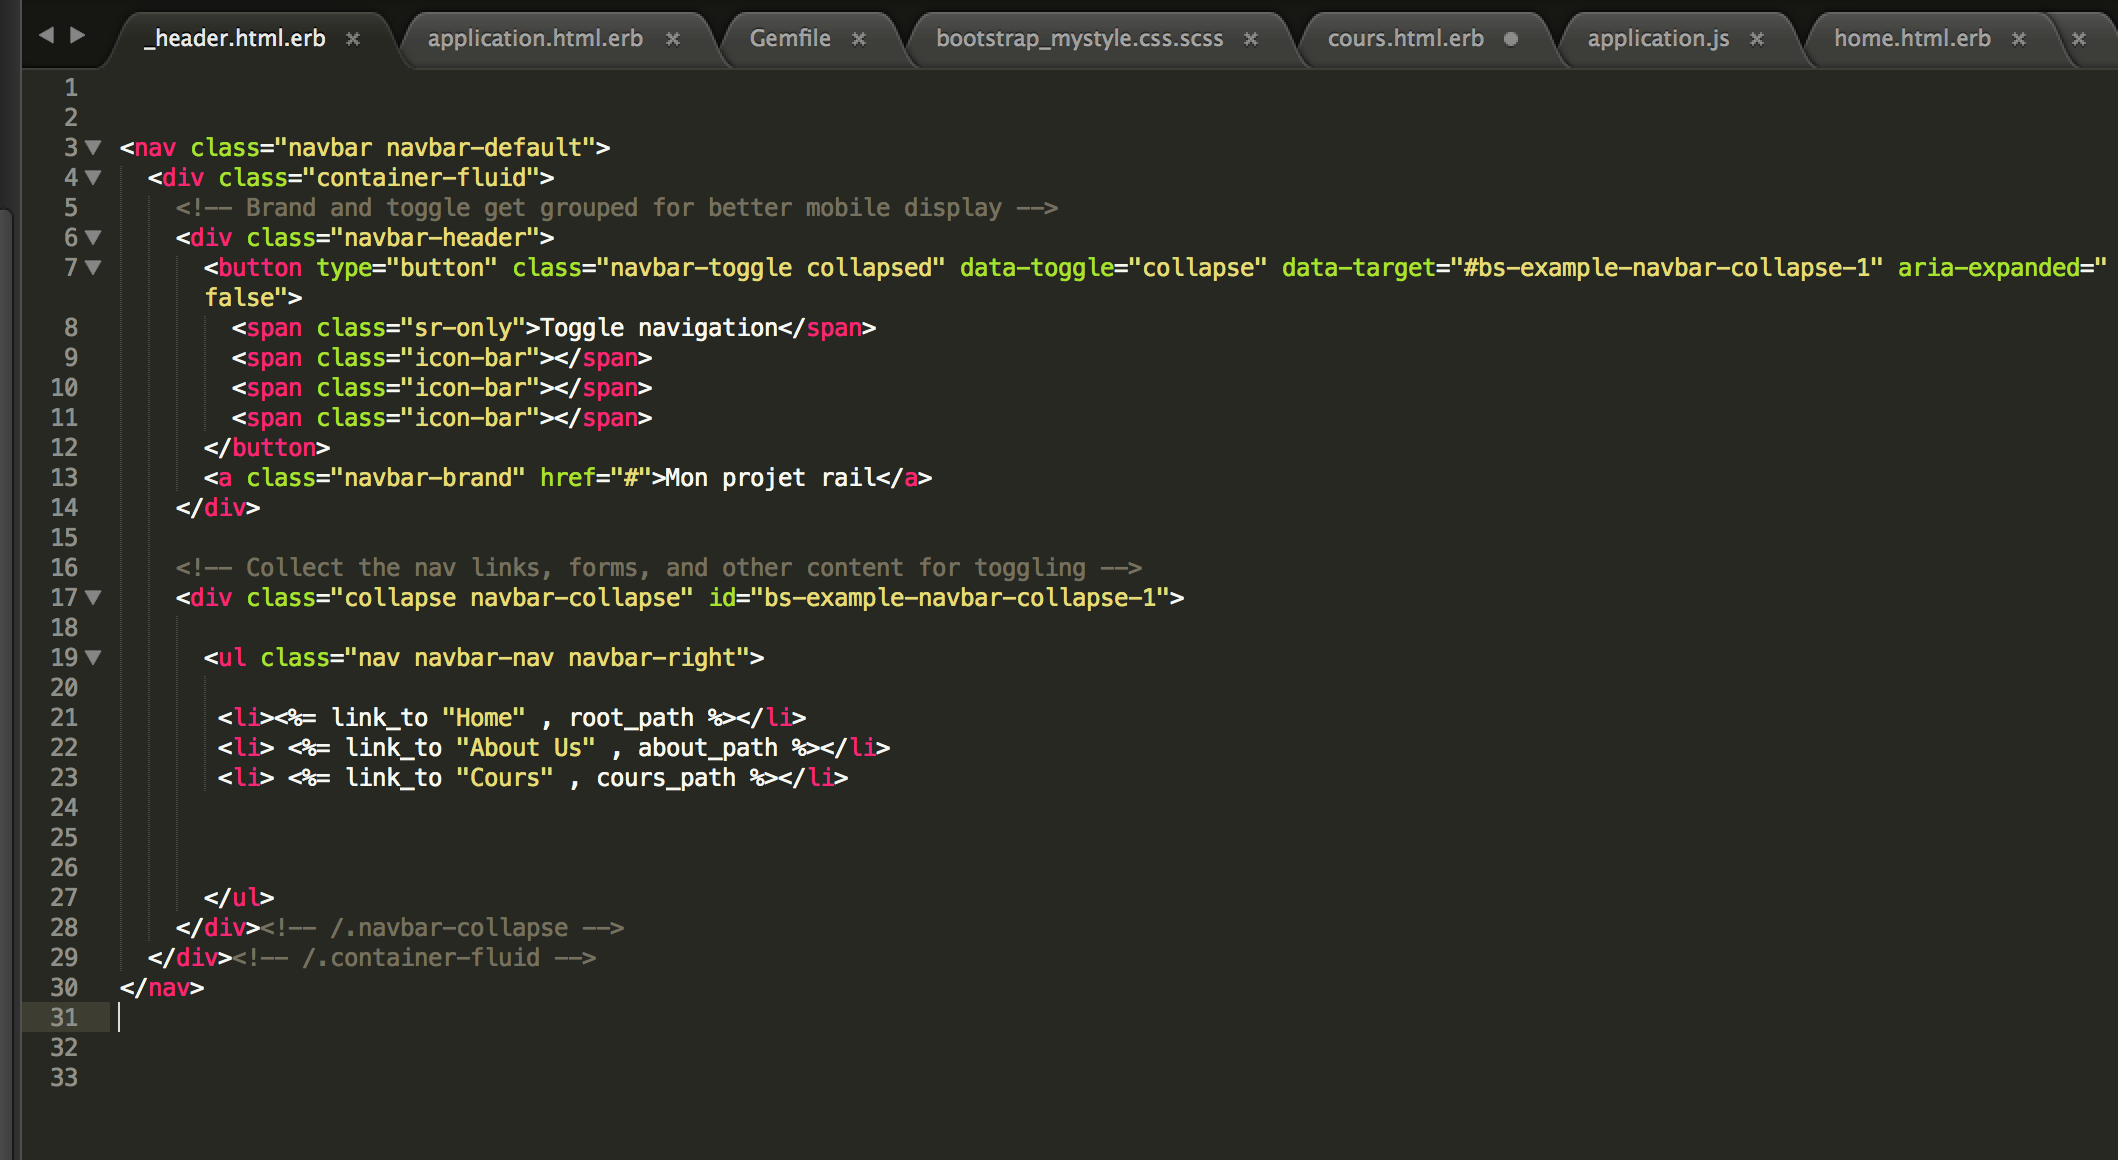 _header.html.erb × application.html.erb × Gemfile × bootstrap_mystyle.css.scss × cours.html.erb application.js × home.html.erb × ×
1
2
3 <nav class="navbar navbar-default">
4 <div class="container-fluid">
5 <!-- Brand and toggle get grouped for better mobile display -->
6 <div class="navbar-header">
7 <button type="button" class="navbar-toggle collapsed" data-toggle="collapse" data-target="#bs-example-navbar-collapse-1" aria-expanded="
false">
8 <span class="sr-only">Toggle navigation</span>
9 <span class="icon-bar"></span>
10 <span class="icon-bar"></span>
11 <span class="icon-bar"></span>
12 </button>
13 <a class="navbar-brand" href="#">Mon projet rail</a>
14 </div>
15
16 <!-- Collect the nav links, forms, and other content for toggling -->
17 <div class="collapse navbar-collapse" id="bs-example-navbar-collapse-1">
18
19 <ul class="nav navbar-nav navbar-right">
20
21 <li><%= link_to "Home" , root_path %></li>
22 <li> <%= link_to "About Us" , about_path %></li>
23 <li> <%= link_to "Cours" , cours_path %></li>
24
25
26
27 </ul>
28 </div><!-- /.navbar-collapse -->
29 </div><!-- /.container-fluid -->
30 </nav>
31
32
33